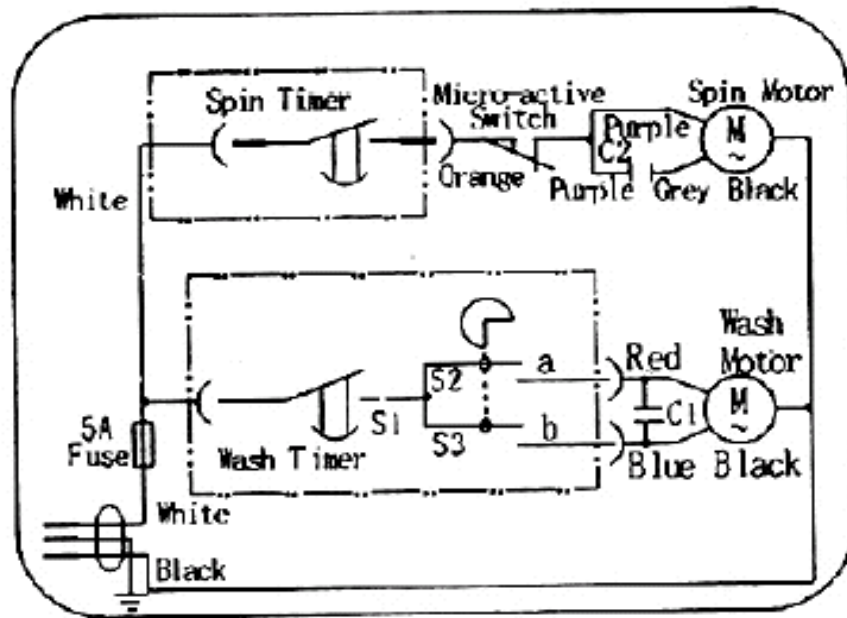 Spin Timer
Micro-active
Switch
Spin Motor
Purple
M
~
C2
White
Orange
Purple
Grey
Black
Wash
Motor
a
Red
S2
M
~
C1
S1
b
S3
5A
Fuse
Wash Timer
Blue
Black
White
Black